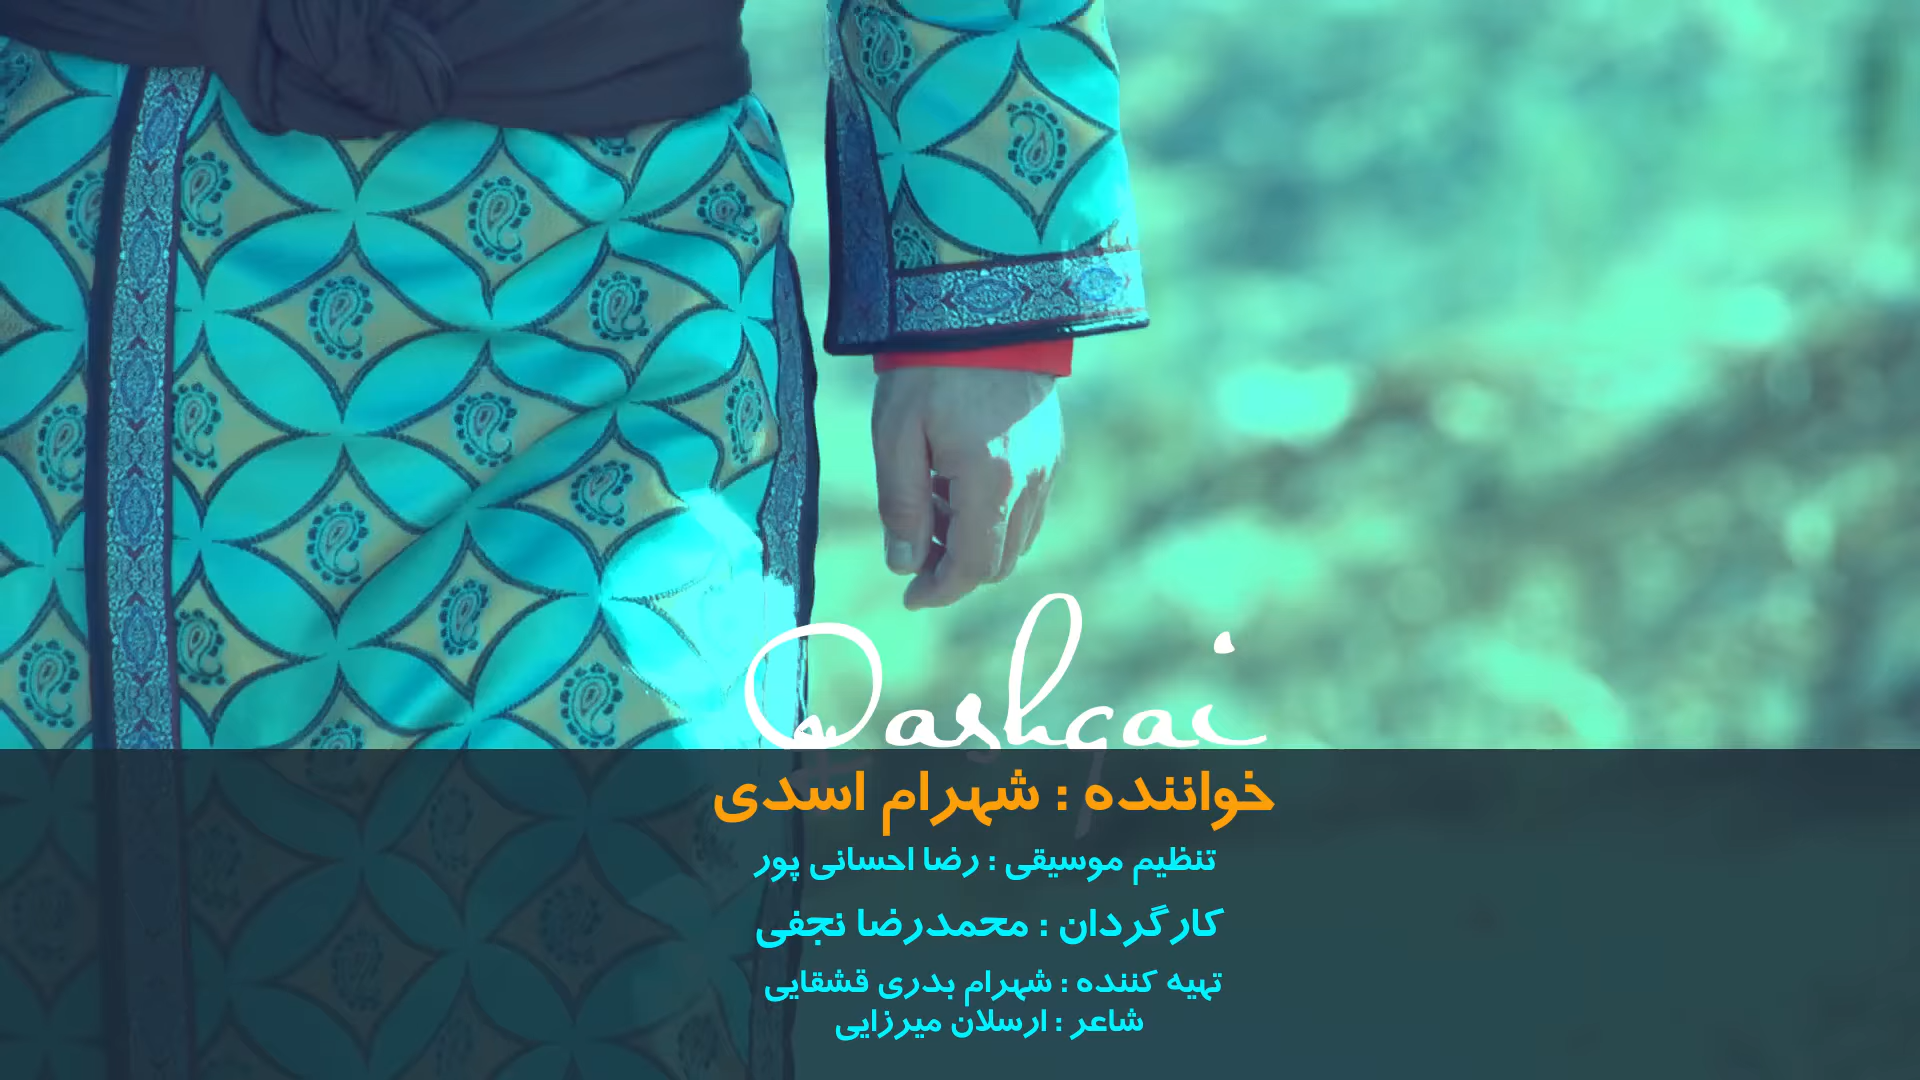 Qashqai
خواننده : شهرام اسدی
تنظیم موسیقی : رضا احسانی پور
کارگردان : محمدرضا نجفی
تهیه کننده : شهرام بدری قشقایی
شاعر : ارسلان میرزایی